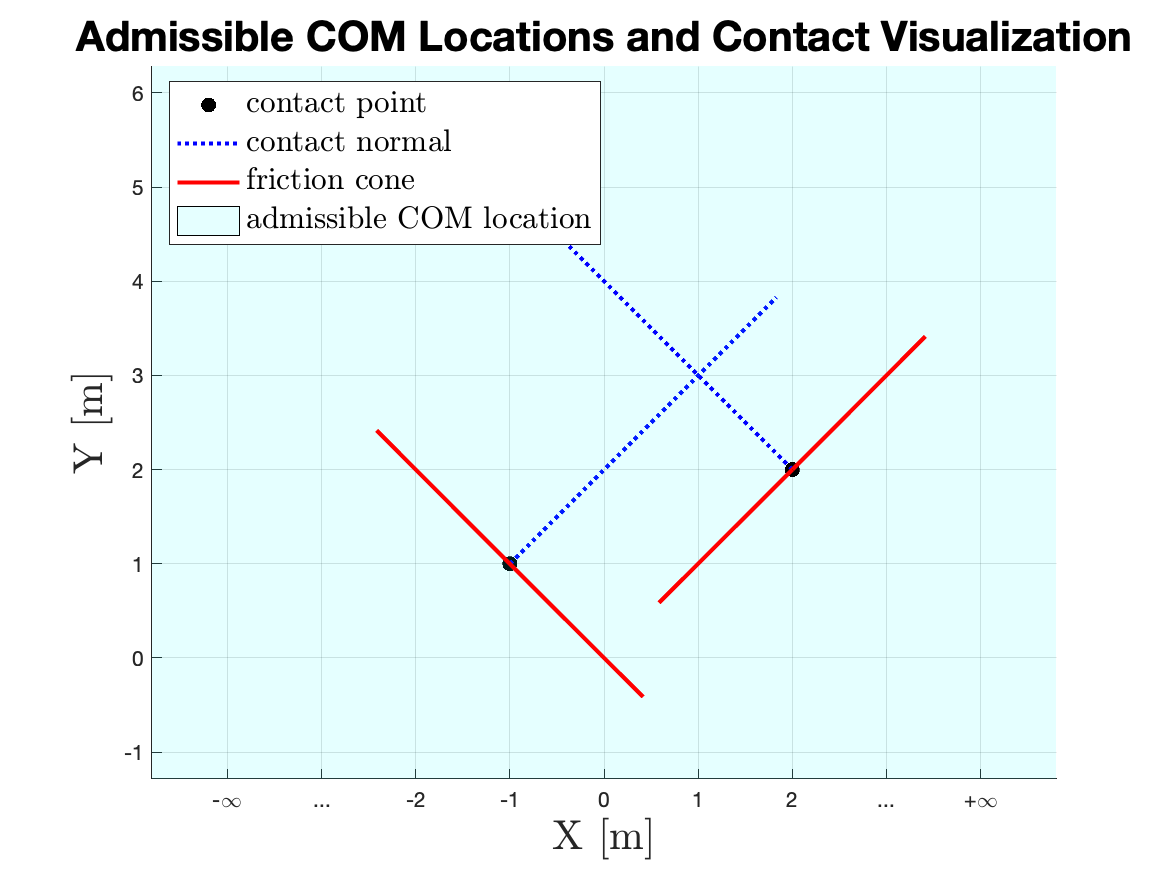 Admissible COM Locations and Contact Visualization
contact point
contact normal
friction cone
admissible COM location
6
5
4
3
2
1
0
-1
Y [m]
-∞ ... -2 -1 0 1 2 ... +∞
X [m]